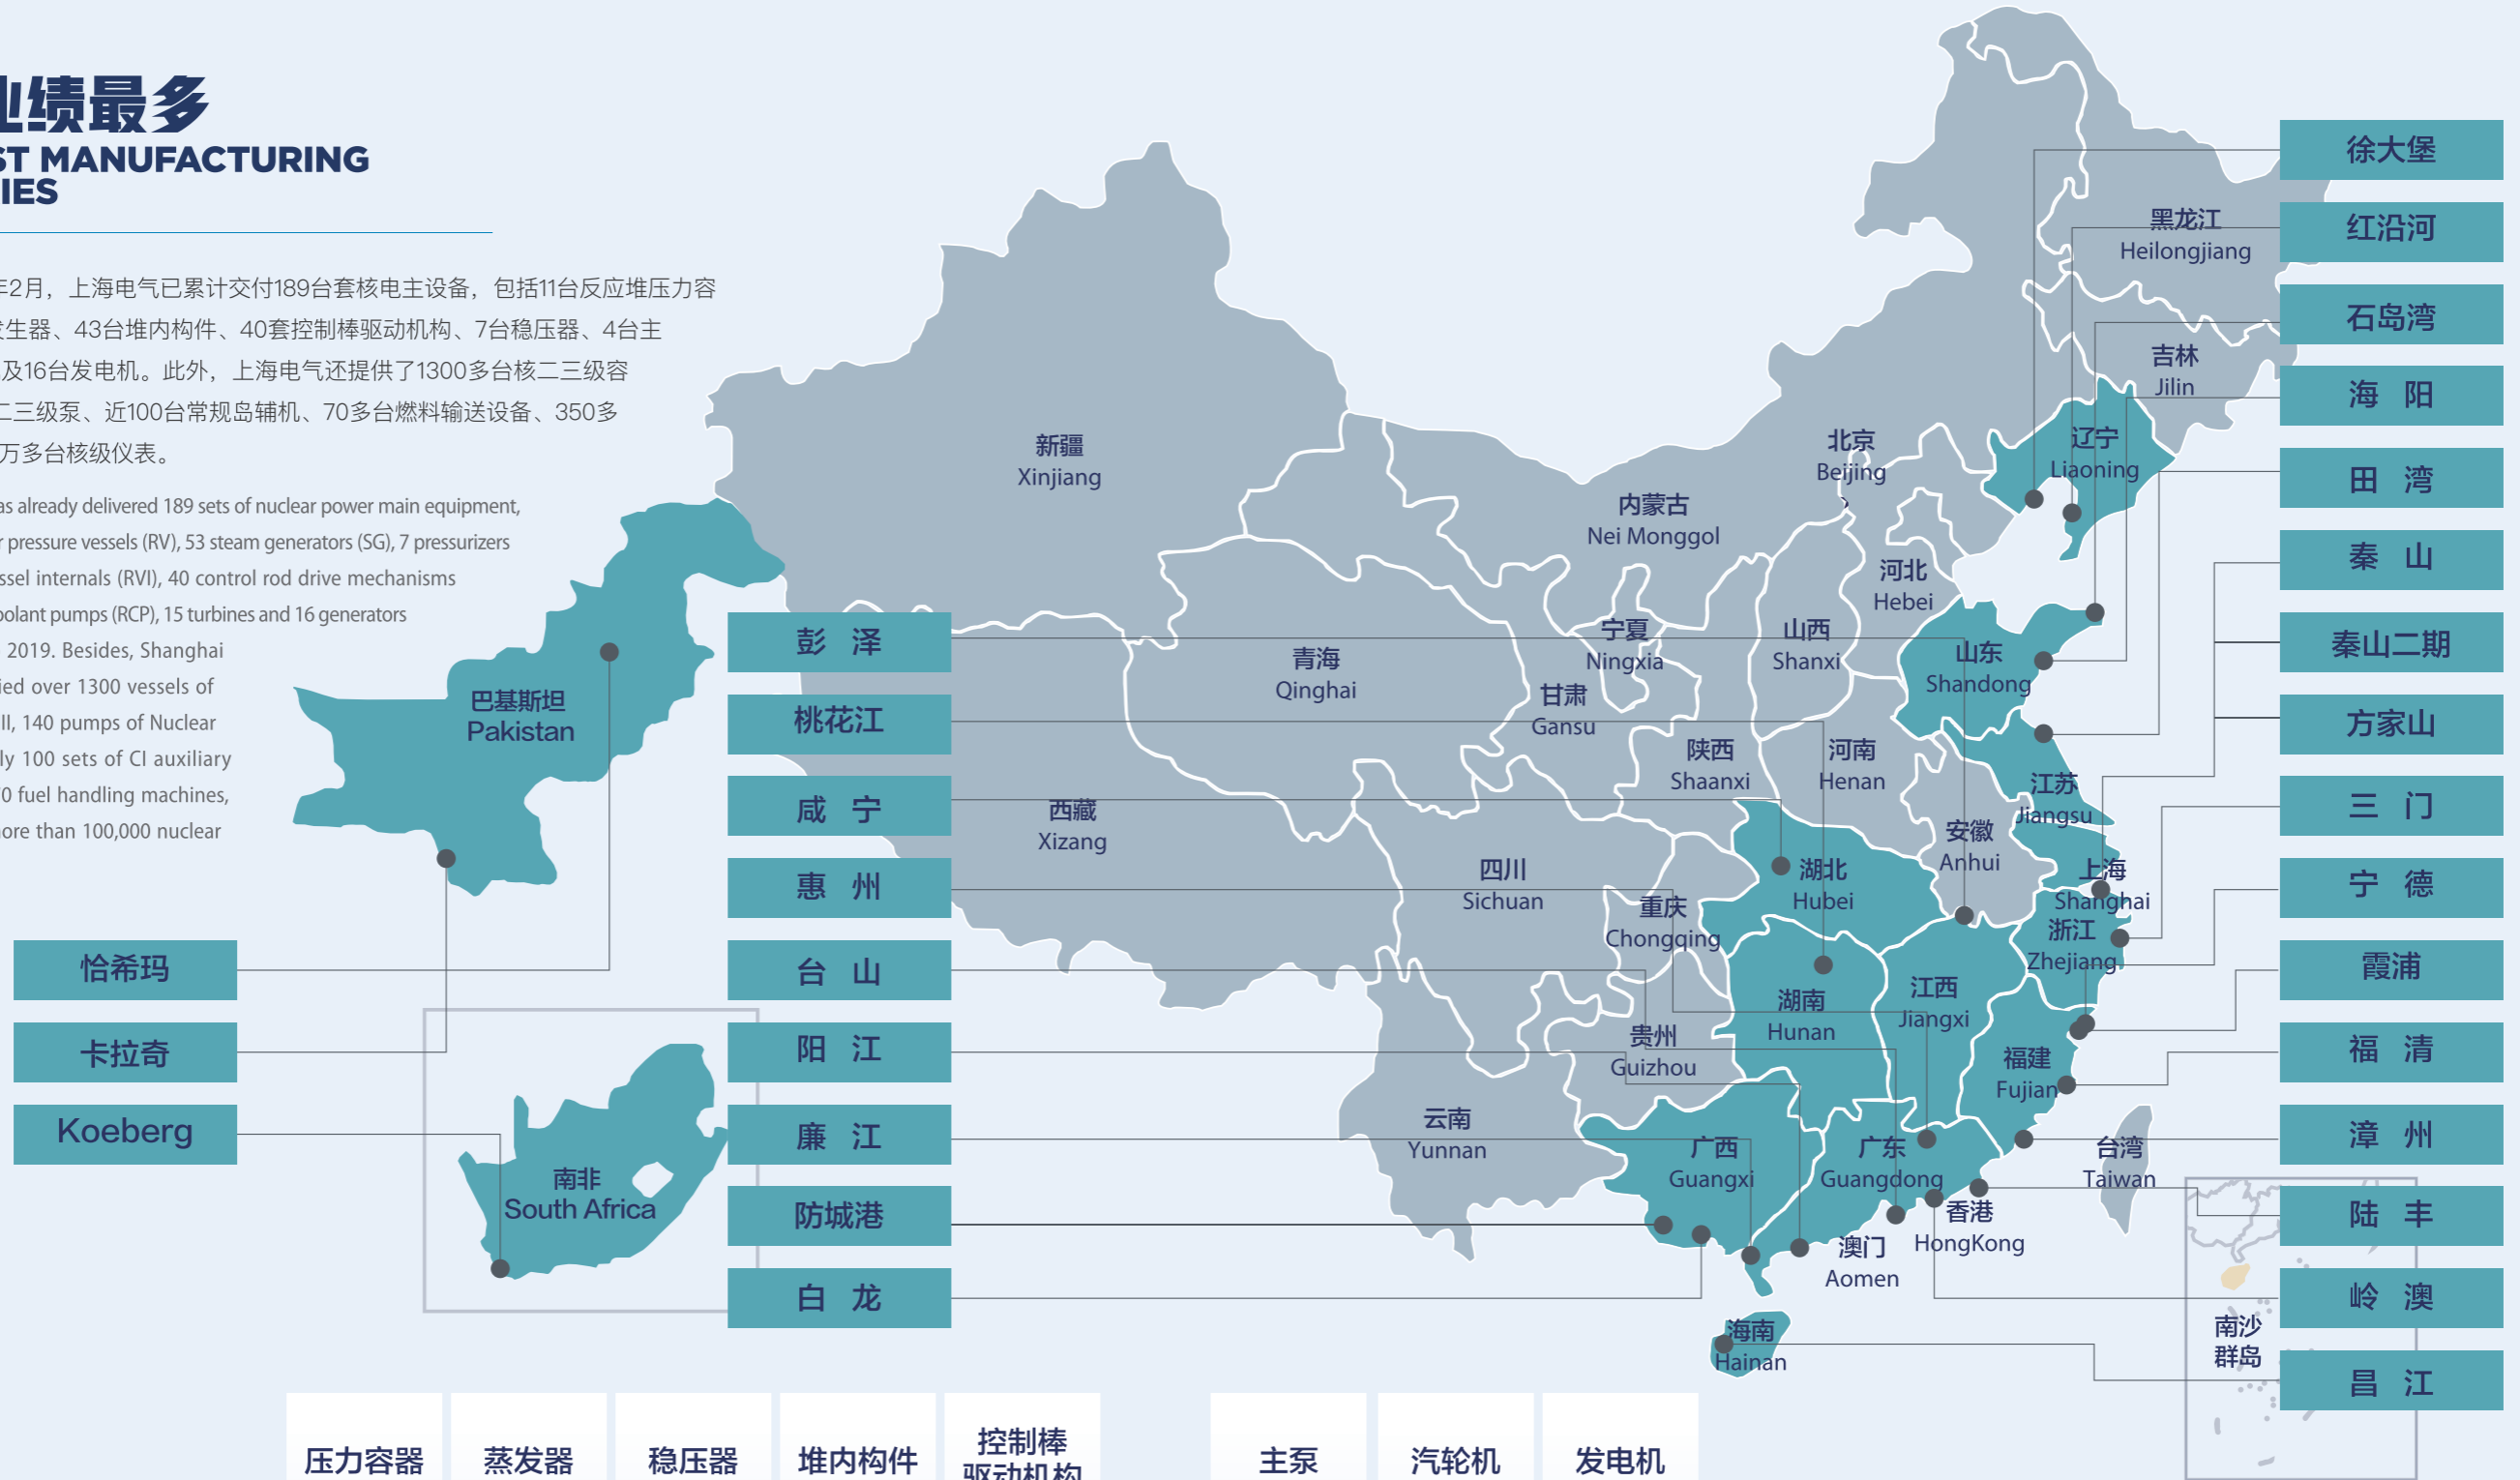 业绩最多
ST MANUFACTURING
IES
年2月，上海电气已累计交付189台套核电主设备，包括11台反应堆压力容
发生器、43台堆内构件、40套控制棒驱动机构、7台稳压器、4台主
及16台发电机。此外，上海电气还提供了1300多台核二三级容
二三级泵、近100台常规岛辅机、70多台燃料输送设备、350多
万多台核级仪表。
as already delivered 189 sets of nuclear power main equipment,
r pressure vessels (RV), 53 steam generators (SG), 7 pressurizers
ssel internals (RVI), 40 control rod drive mechanisms
oolant pumps (RCP), 15 turbines and 16 generators
2019. Besides, Shanghai
ied over 1300 vessels of
II, 140 pumps of Nuclear
ly 100 sets of CI auxiliary
70 fuel handling machines,
more than 100,000 nuclear
巴基斯坦
Pakistan
恰希玛
卡拉奇
Koeberg
南非
South Africa
彭 泽
桃花江
咸 宁
惠 州
台 山
阳 江
廉 江
防城港
白 龙
新疆
Xinjiang
西藏
Xizang
青海
Qinghai
甘肃
Gansu
内蒙古
Nei Monggol
宁夏
Ningxia
陕西
Shaanxi
山西
Shanxi
北京
Beijing
河北
Hebei
河南
Henan
山东
Shandong
黑龙江
Heilongjiang
吉林
Jilin
辽宁
Liaoning
江苏
Jiangsu
安徽
Anhui
上海
Shanghai
浙江
Zhejiang
湖北
Hubei
重庆
Chongqing
四川
Sichuan
湖南
Hunan
江西
Jiangxi
贵州
Guizhou
福建
Fujian
云南
Yunnan
广西
Guangxi
广东
Guangdong
台湾
Taiwan
香港
HongKong
澳门
Aomen
海南
Hainan
南沙
群岛
徐大堡
红沿河
石岛湾
海 阳
田 湾
秦 山
秦山二期
方家山
三 门
宁 德
霞浦
福 清
漳 州
陆 丰
岭 澳
昌 江
压力容器
蒸发器
稳压器
堆内构件
控制棒
驱动机构
主泵
汽轮机
发电机